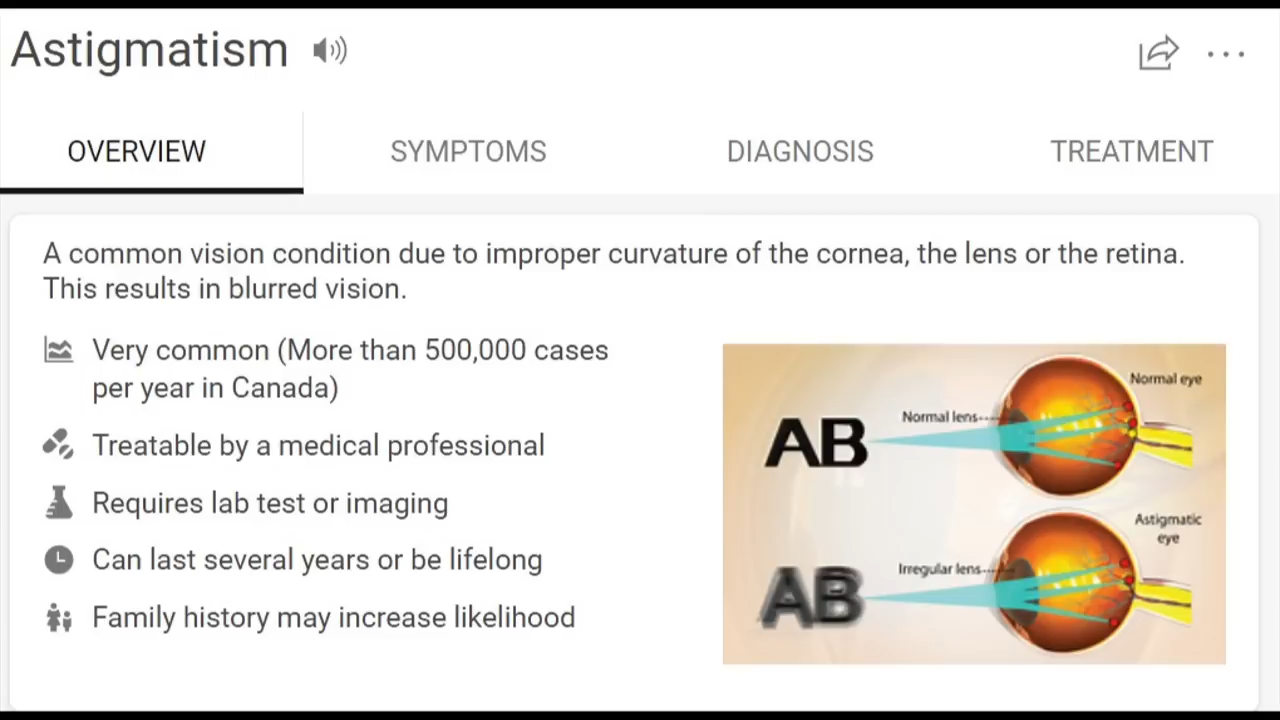 Astigmatism
OVERVIEW
SYMPTOMS
DIAGNOSIS
TREATMENT
A common vision condition due to improper curvature of the cornea, the lens or the retina.
This results in blurred vision.
Very common (More than 500,000 cases
per year in Canada)
Treatable by a medical professional
Requires lab test or imaging
Can last several years or be lifelong
Family history may increase likelihood
Normal eye
Normal lens
AB
Astigmatic
eye
Irregular lens
AB